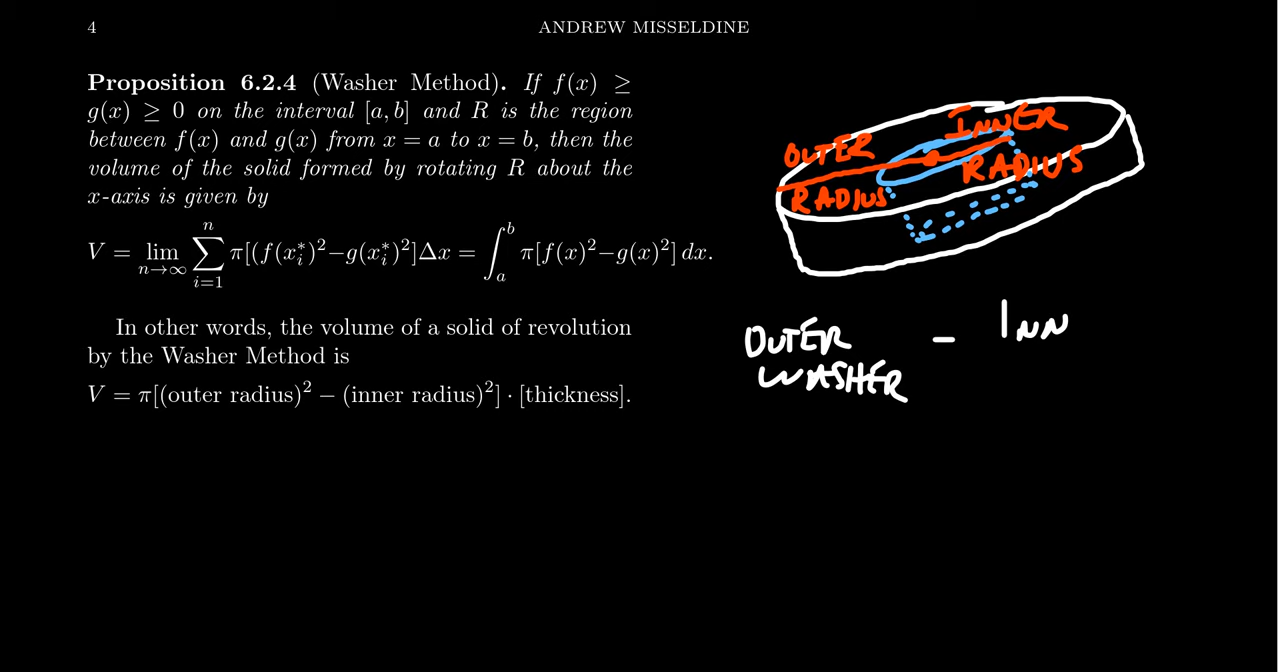 4
ANDREW MISSELDINE
Proposition 6.2.4 (Washer Method). If f(x) ≥
g(x) ≥ 0 on the interval [a, b] and R is the region
between f(x) and g(x) from x = a to x = b, then the
volume of the solid formed by rotating R about the
x-axis is given by
V = lim_{n→∞} ∑_{i=1}^{n} π[(f(x_i^*)^2−g(x_i^*)^2]Δx = ∫_a^b π[f(x)^2−g(x)^2] dx.
In other words, the volume of a solid of revolution
by the Washer Method is
V = π[(outer radius)^2 − (inner radius)^2] · [thickness].
OUTER
RADIUS
INNER
RADIUS
OUTER − INN
WASHER